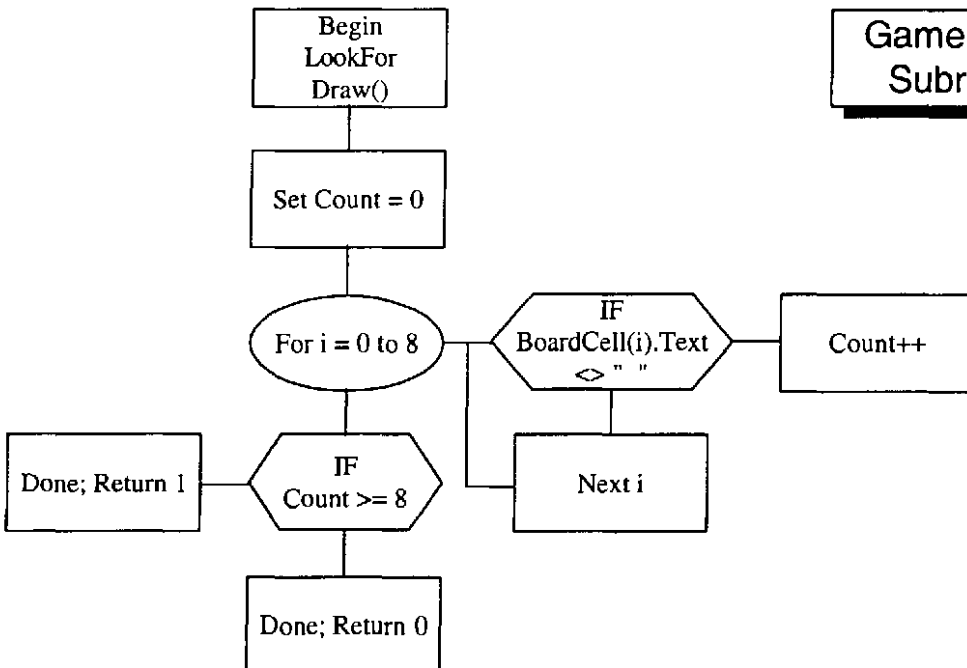 Begin
LookFor
Draw()
Game
Subr
Set Count = 0
For i = 0 to 8
IF
BoardCell(i).Text
<> " "
Count++
Done; Return 1
IF
Count >= 8
Next i
Done; Return 0